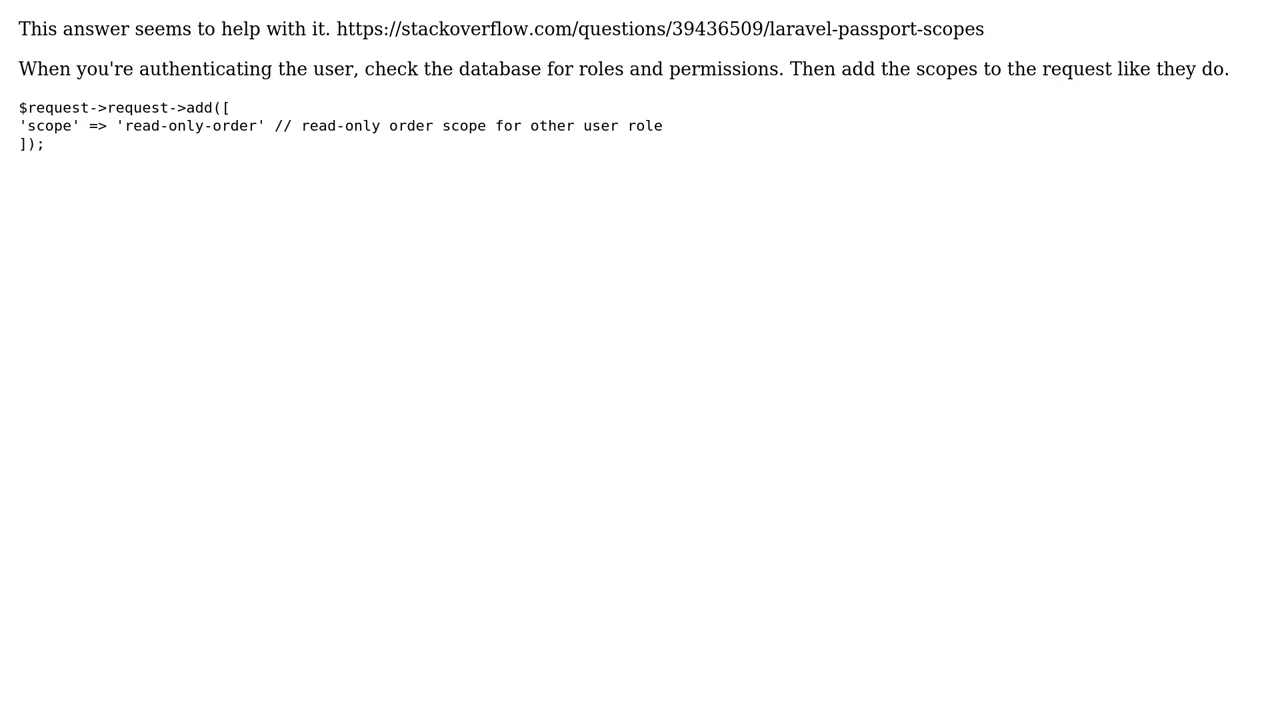 This answer seems to help with it. https://stackoverflow.com/questions/39436509/laravel-passport-scopes
When you're authenticating the user, check the database for roles and permissions. Then add the scopes to the request like they do.
$request->request->add([
'scope' => 'read-only-order' // read-only order scope for other user role
]);